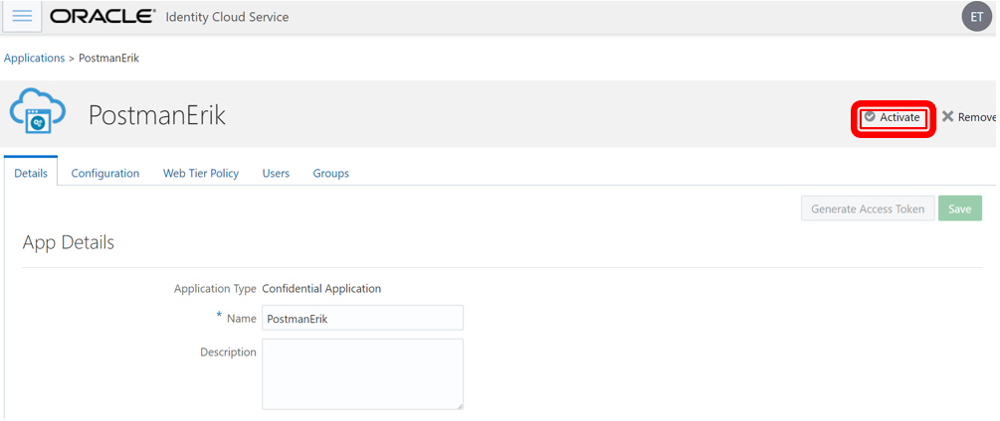 ORACLE® Identity Cloud Service ET
Applications > PostmanErik
PostmanErik
Activate Remove
Details Configuration Web Tier Policy Users Groups
Generate Access Token Save
App Details
Application Type Confidential Application
* Name PostmanErik
Description